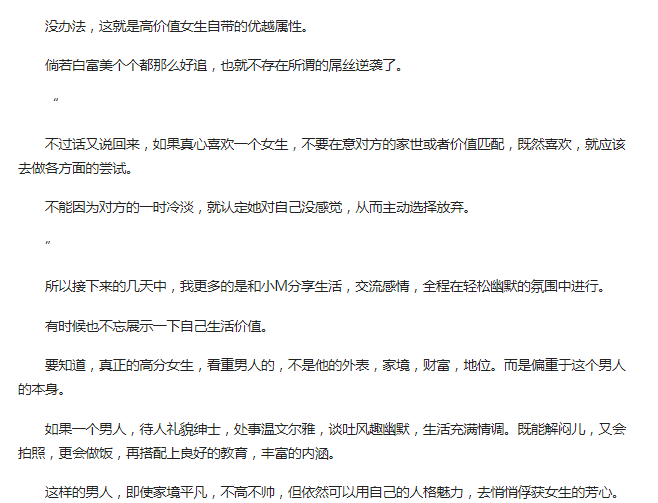 没办法，这就是高价值女生自带的优越属性。
倘若白富美个个都那么好追，也就不存在所谓的屌丝逆袭了。
“
不过话又说回来，如果真心喜欢一个女生，不要在意对方的家世或者价值匹配，既然喜欢，就应该
去做各方面的尝试。
不能因为对方的一时冷淡，就认定她对自己没感觉，从而主动选择放弃。
”
所以接下来的几天中，我更多的是和小M分享生活，交流感情，全程在轻松幽默的氛围中进行。
有时候也不忘展示一下自己生活价值。
要知道，真正的高分女生，看重男人的，不是他的外表，家境，财富，地位。而是偏重于这个男人
的本身。
如果一个男人，待人礼貌绅士，处事温文尔雅，谈吐风趣幽默，生活充满情调。既能解闷儿，又会
拍照，更会做饭，再搭配上良好的教育，丰富的内涵。
这样的男人，即使家境平凡，不高不帅，但依然可以用自己的人格魅力，去悄悄俘获女生的芳心。